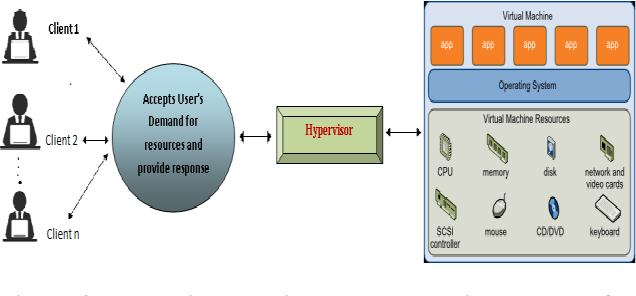 Client 1
Client 2
Client n
Accepts User's
Demand for
resources and
provide response
Hypervisor
Virtual Machine
app app app app app
Operating System
Virtual Machine Resources
CPU memory disk network and
video cards
SCSI mouse CD/DVD keyboard
controller